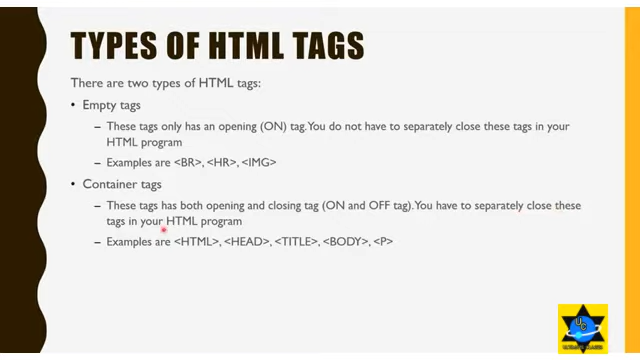 TYPES OF HTML TAGS
There are two types of HTML tags:
• Empty tags
– These tags only has an opening (ON) tag. You do not have to separately close these tags in your
HTML program
– Examples are <BR>, <HR>, <IMG>
• Container tags
– These tags has both opening and closing tag (ON and OFF tag). You have to separately close these
tags in your HTML program
– Examples are <HTML>, <HEAD>, <TITLE>, <BODY>, <P>
UC